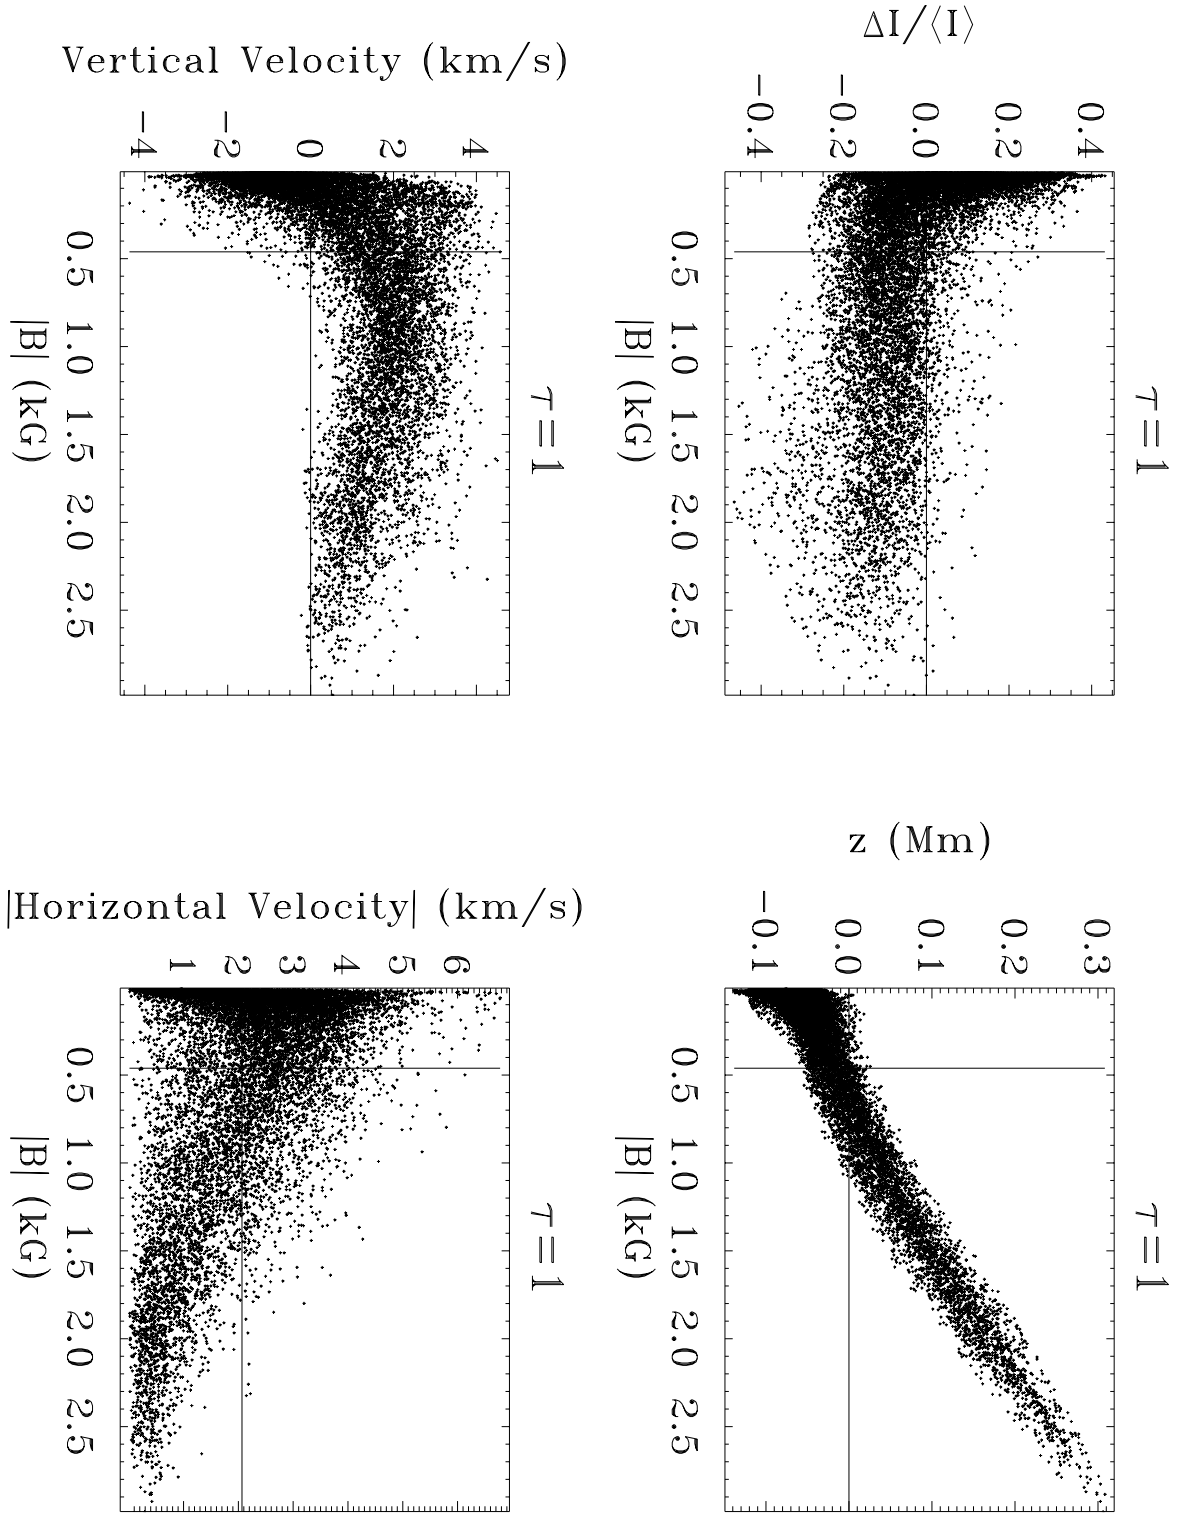 τ=1
ΔI/⟨I⟩
0.4
0.2
0.0
−0.2
−0.4
0.5 1.0 1.5 2.0 2.5
|B| (kG)
τ=1
z (Mm)
0.3
0.2
0.1
0.0
−0.1
0.5 1.0 1.5 2.0 2.5
|B| (kG)
τ=1
Vertical Velocity (km/s)
4
2
0
−2
−4
0.5 1.0 1.5 2.0 2.5
|B| (kG)
τ=1
|Horizontal Velocity| (km/s)
6
5
4
3
2
1
0.5 1.0 1.5 2.0 2.5
|B| (kG)